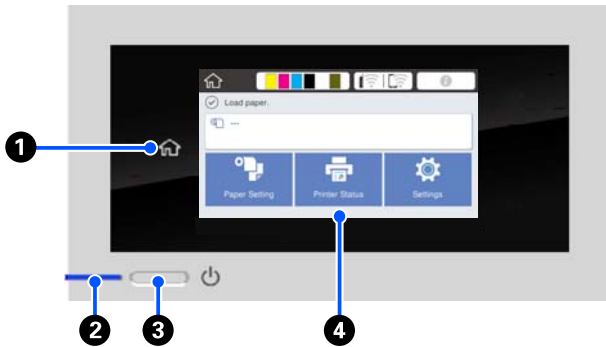 Load paper.
---
1
Paper Setting
Printer Status
Settings
2
3
4